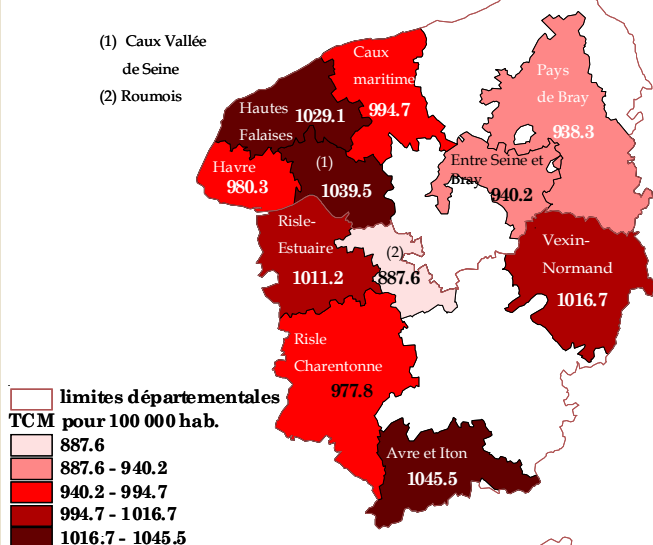 (1) Caux Vallée
de Seine
(2) Roumois
Caux
maritime
994.7
Pays
de Bray
938.3
Hautes
Falaises
1029.1
(1)
1039.5
Havre
980.3
Entre Seine et
Bray
940.2
Risle-
Estuaire
1011.2
(2)
887.6
Vexin-
Normand
1016.7
Risle
Charentonne
977.8
Avre et Iton
1045.5
limites départementales
TCM pour 100 000 hab.
887.6
887.6 - 940.2
940.2 - 994.7
994.7 - 1016.7
1016.7 - 1045.5